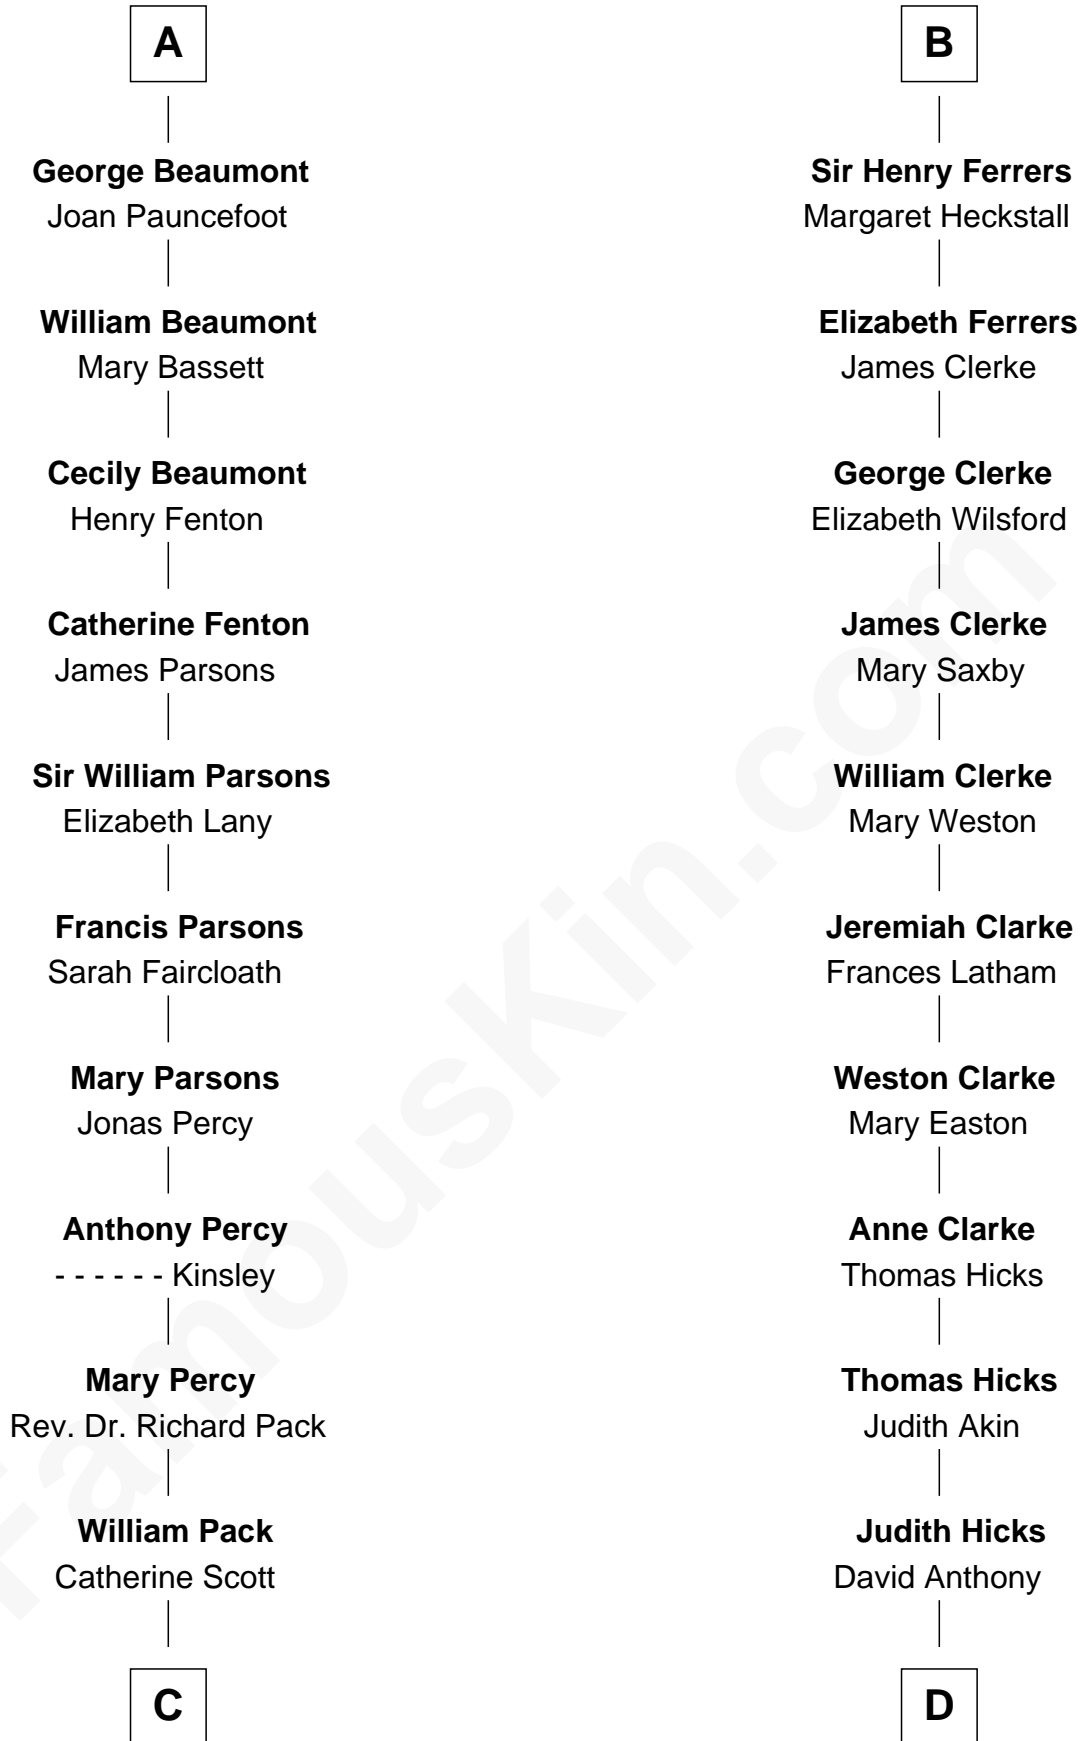 A
George Beaumont
Joan Pauncefoot
William Beaumont
Mary Bassett
Cecily Beaumont
Henry Fenton
Catherine Fenton
James Parsons
Sir William Parsons
Elizabeth Lany
Francis Parsons
Sarah Faircloath
Mary Parsons
Jonas Percy
Anthony Percy
- - - - - - Kinsley
Mary Percy
Rev. Dr. Richard Pack
William Pack
Catherine Scott
C
B
Sir Henry Ferrers
Margaret Heckstall
Elizabeth Ferrers
James Clerke
George Clerke
Elizabeth Wilsford
James Clerke
Mary Saxby
William Clerke
Mary Weston
Jeremiah Clarke
Frances Latham
Weston Clarke
Mary Easton
Anne Clarke
Thomas Hicks
Thomas Hicks
Judith Akin
Judith Hicks
David Anthony
D
FamousKin.com